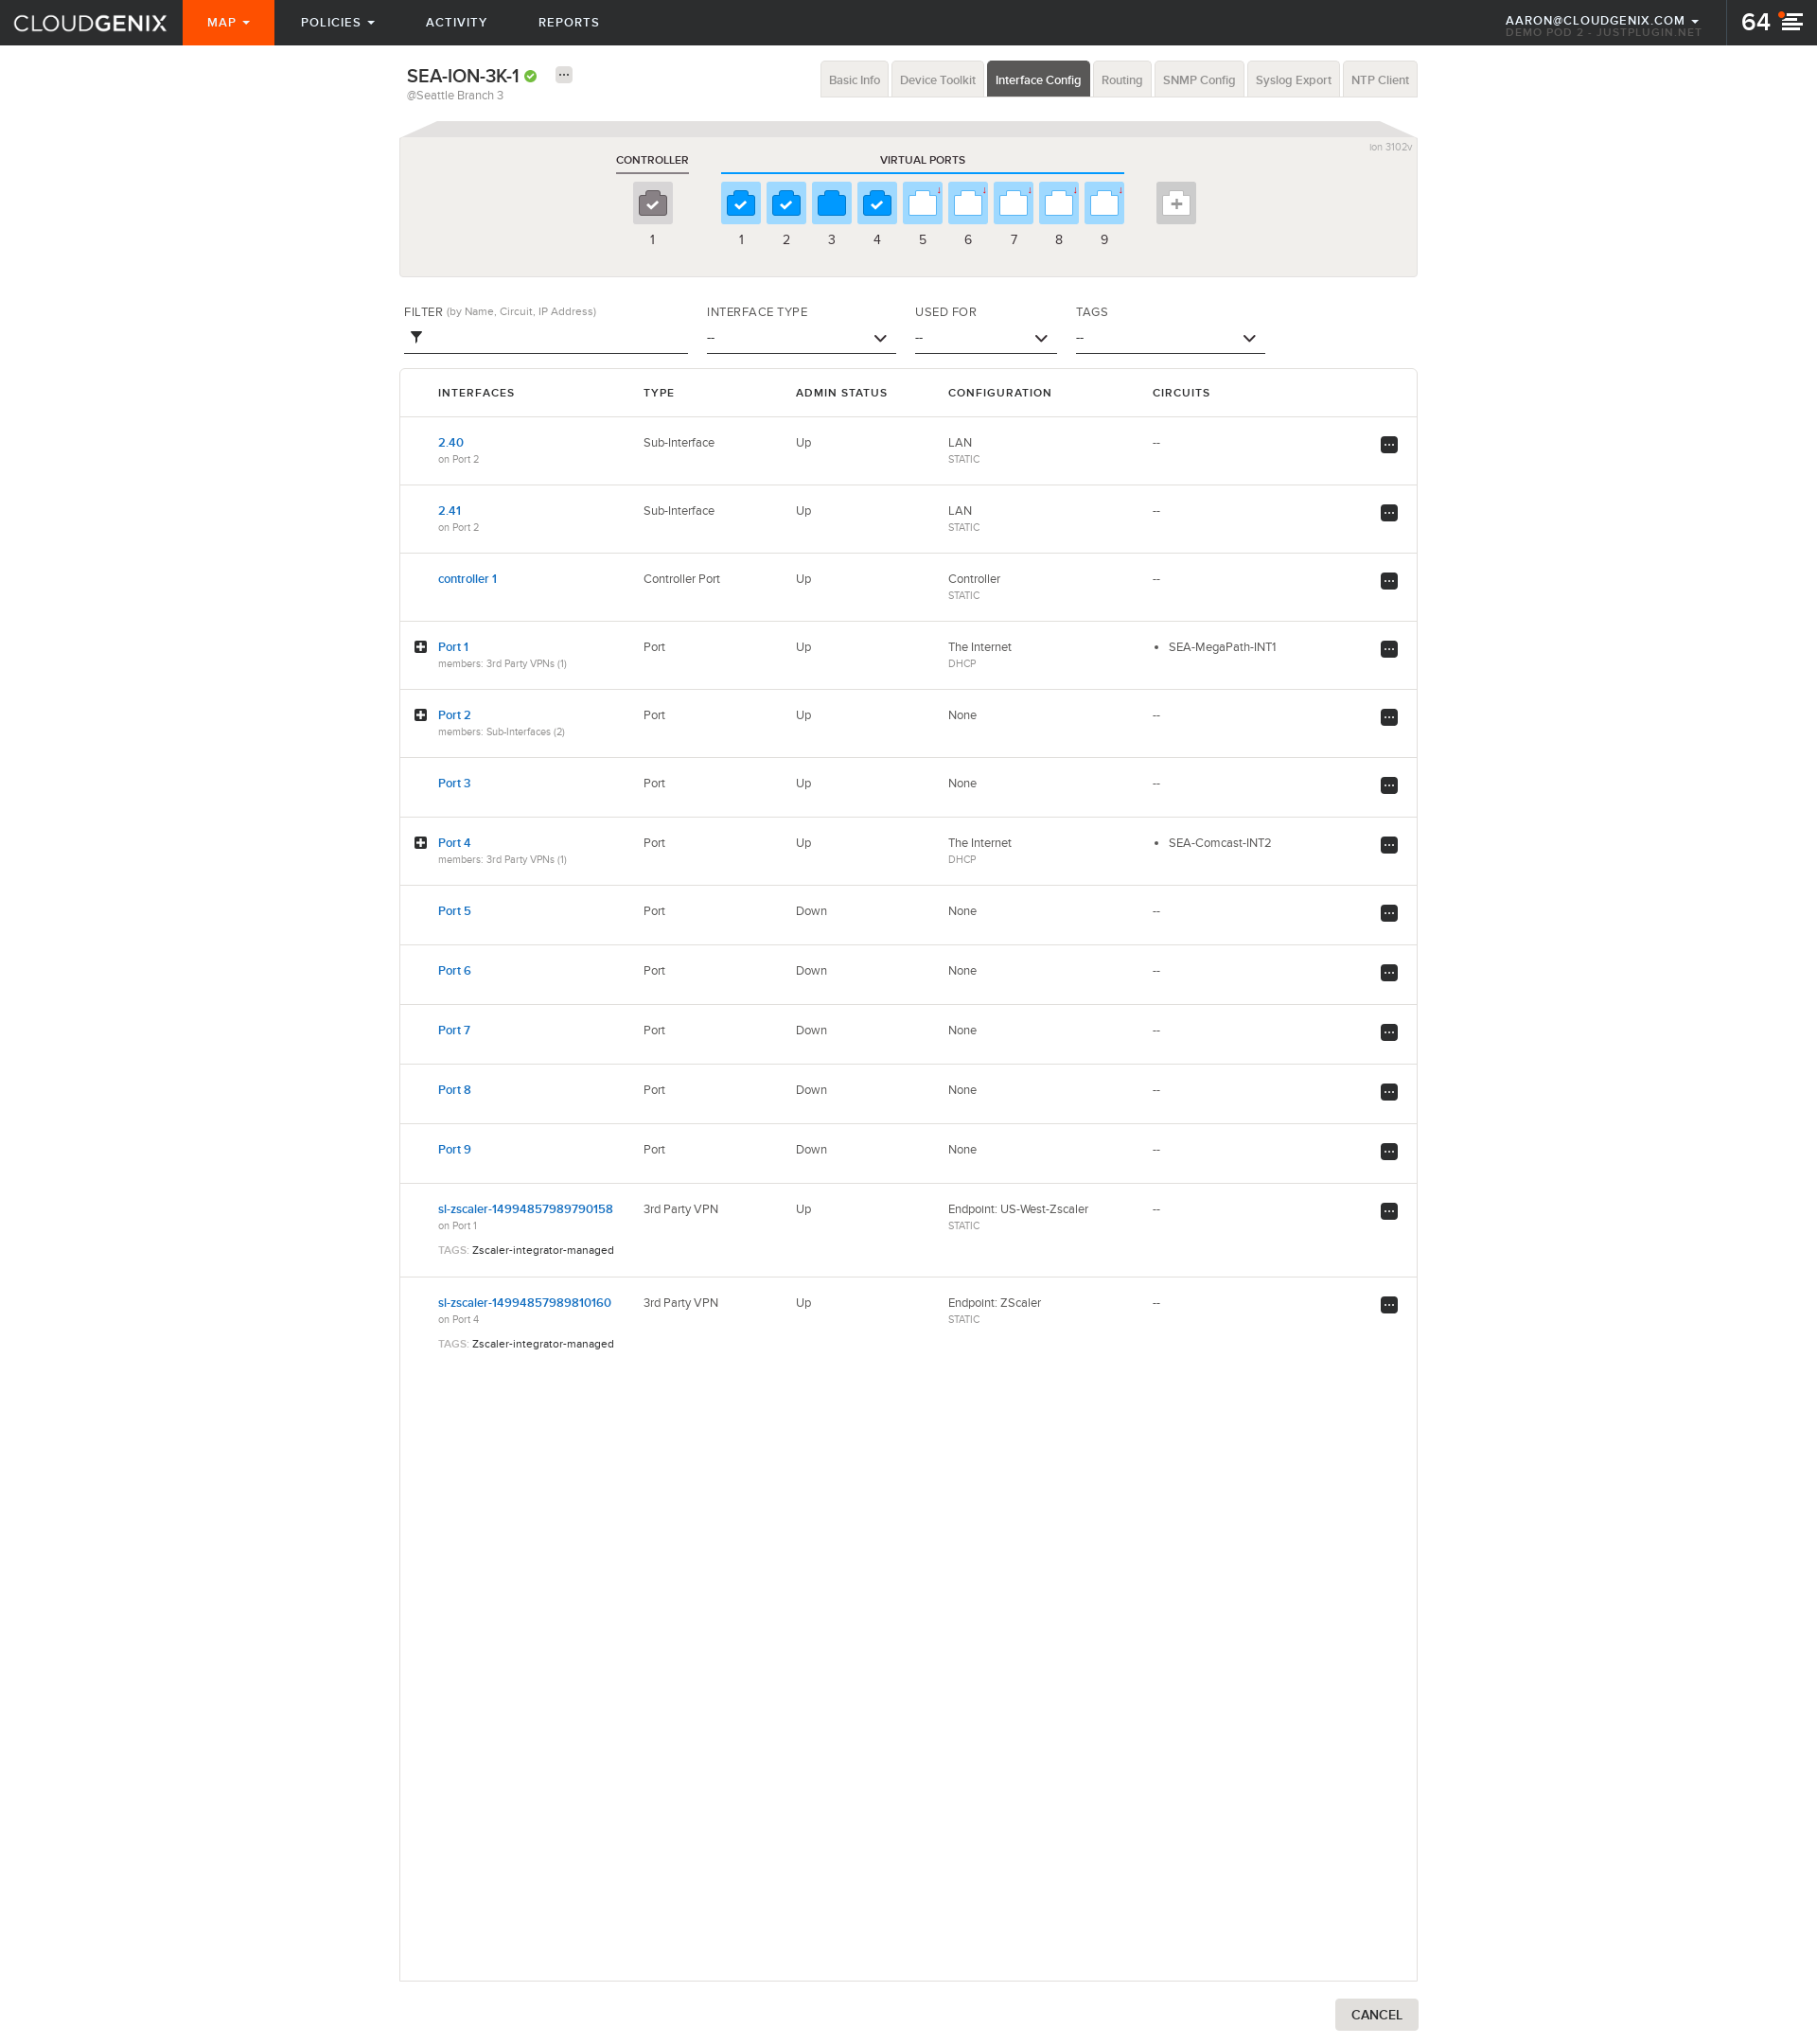 CLOUDGENIX MAP POLICIES ACTIVITY REPORTS AARON@CLOUDGENIX.COM 64
DEMO POD 2 - JUSTPLUGIN.NET
SEA-ION-3K-1
@Seattle Branch 3
Basic Info Device Toolkit Interface Config Routing SNMP Config Syslog Export NTP Client
ion 3102v
CONTROLLER VIRTUAL PORTS
1 1 2 3 4 5 6 7 8 9
FILTER (by Name, Circuit, IP Address) INTERFACE TYPE USED FOR TAGS
-- -- --
INTERFACES TYPE ADMIN STATUS CONFIGURATION CIRCUITS
2.40 Sub-Interface Up LAN --
on Port 2 STATIC
2.41 Sub-Interface Up LAN --
on Port 2 STATIC
controller 1 Controller Port Up Controller --
STATIC
Port 1 Port Up The Internet • SEA-MegaPath-INT1
members: 3rd Party VPNs (1) DHCP
Port 2 Port Up None --
members: Sub-Interfaces (2)
Port 3 Port Up None --
Port 4 Port Up The Internet • SEA-Comcast-INT2
members: 3rd Party VPNs (1) DHCP
Port 5 Port Down None --
Port 6 Port Down None --
Port 7 Port Down None --
Port 8 Port Down None --
Port 9 Port Down None --
sl-zscaler-14994857989790158 3rd Party VPN Up Endpoint: US-West-Zscaler --
on Port 1 STATIC
TAGS: Zscaler-integrator-managed
sl-zscaler-14994857989810160 3rd Party VPN Up Endpoint: ZScaler --
on Port 4 STATIC
TAGS: Zscaler-integrator-managed
CANCEL